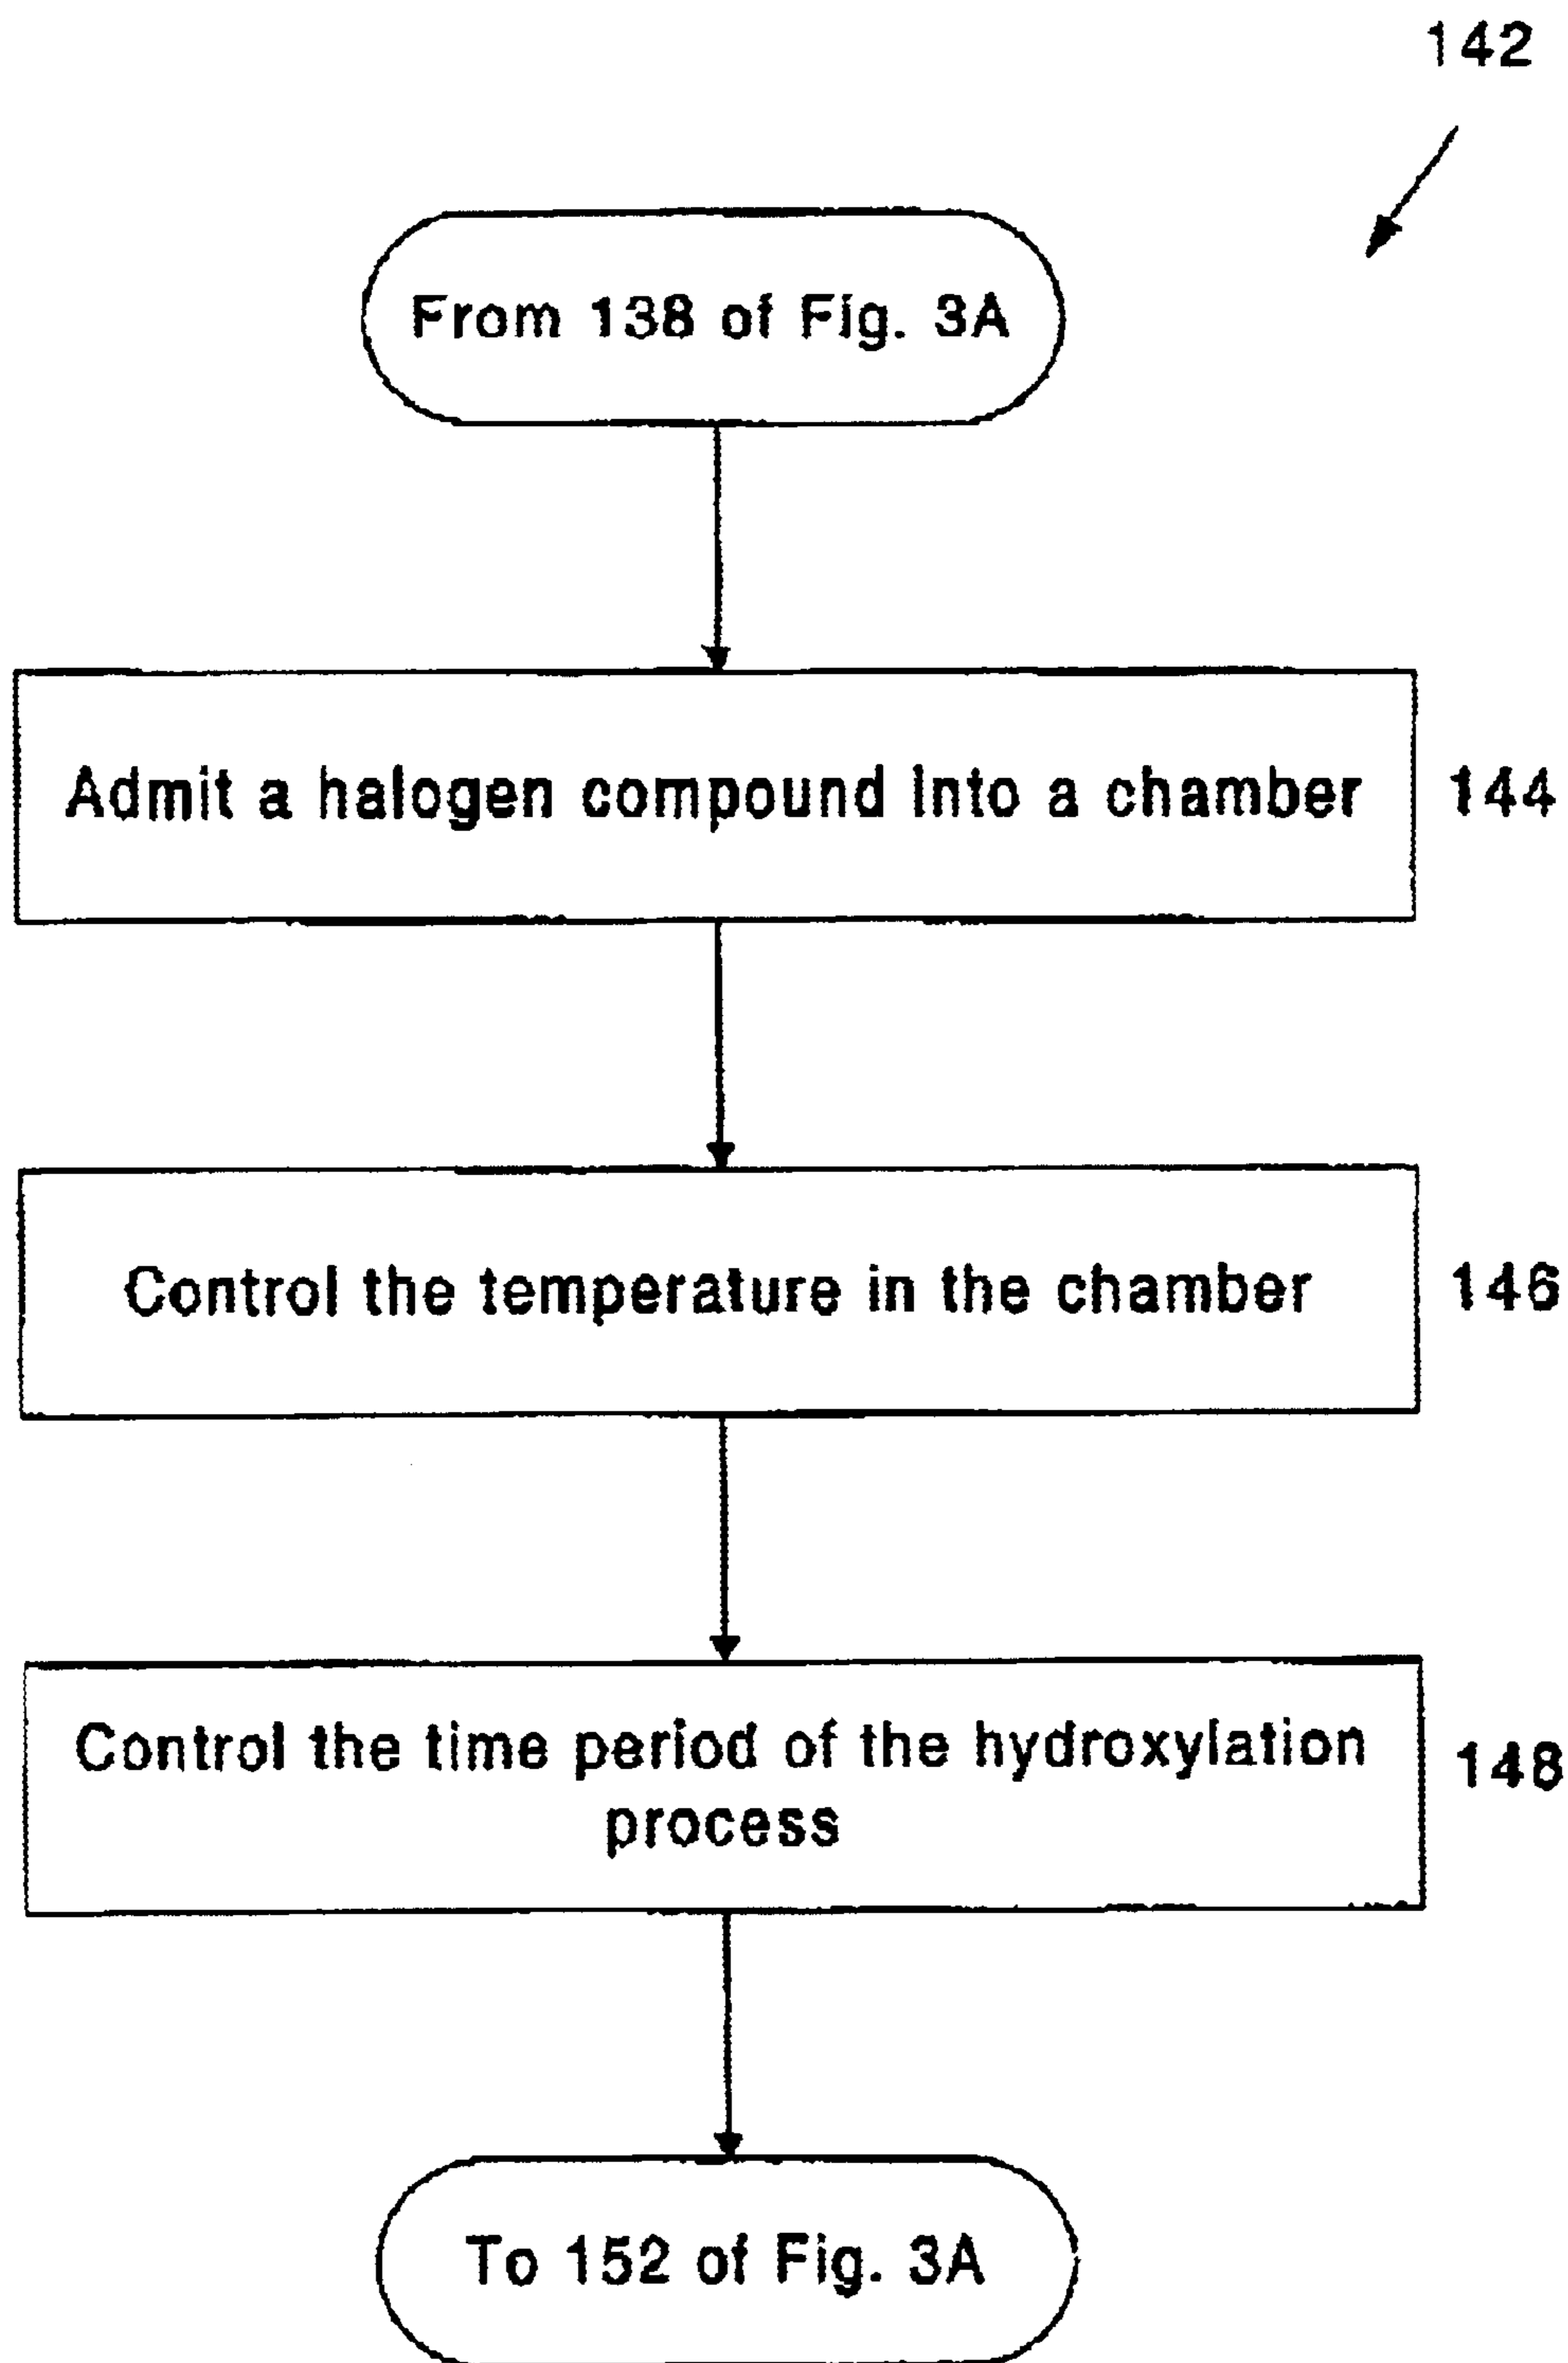 142
From 138 of Fig. 3A
Admit a halogen compound into a chamber
144
Control the temperature in the chamber
146
Control the time period of the hydroxylation
process
148
To 152 of Fig. 3A